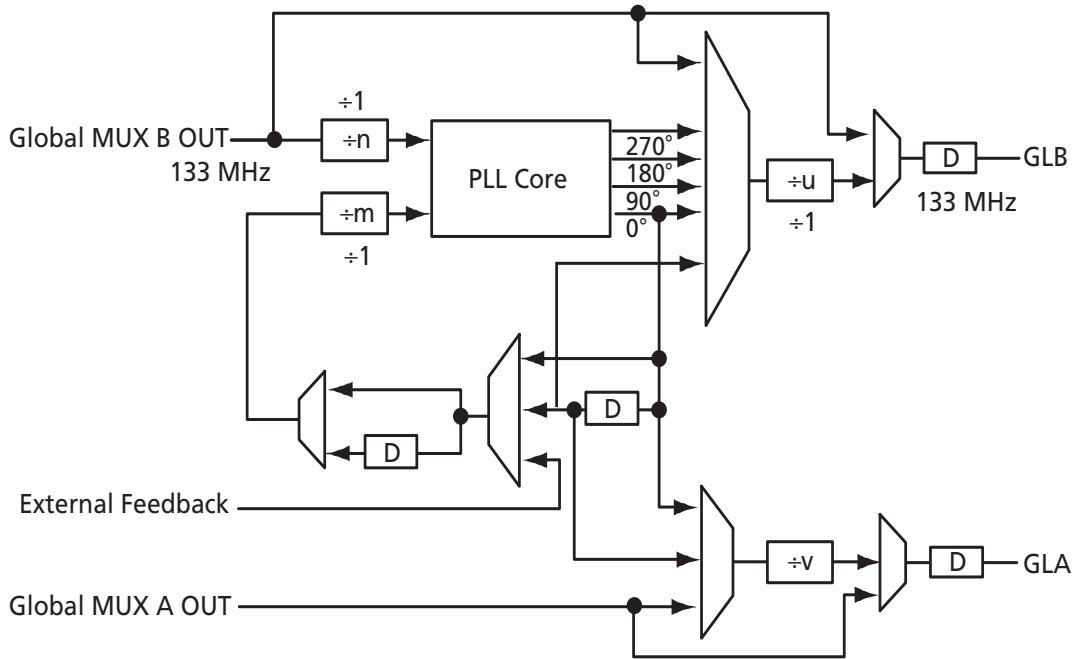 ÷1
Global MUX B OUT
÷n
133 MHz
PLL Core
270°
180°
90°
0°
÷m
÷1
÷u
÷1
D
GLB
133 MHz
D
D
External Feedback
÷v
D
GLA
Global MUX A OUT